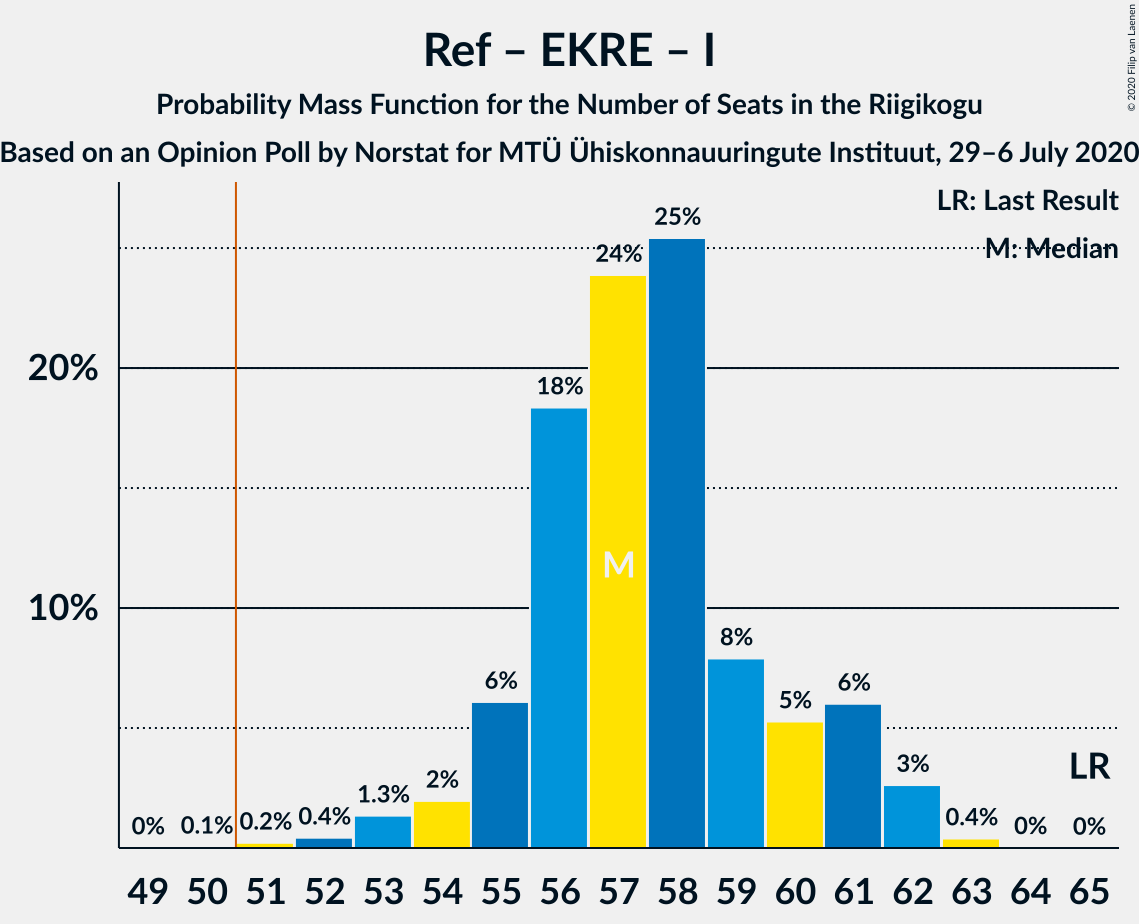 Ref – EKRE – I
Probability Mass Function for the Number of Seats in the Riigikogu
Based on an Opinion Poll by Norstat for MTÜ Ühiskonnauuringute Instituut, 29–6 July 2020
© 2020 Filip van Laenen
LR: Last Result
M: Median
20%
10%
0% 0.1% 0.2% 0.4% 1.3% 2% 6% 18% 24% 25% 8% 5% 6% 3% 0.4% 0% 0%
M
LR
49 50 51 52 53 54 55 56 57 58 59 60 61 62 63 64 65